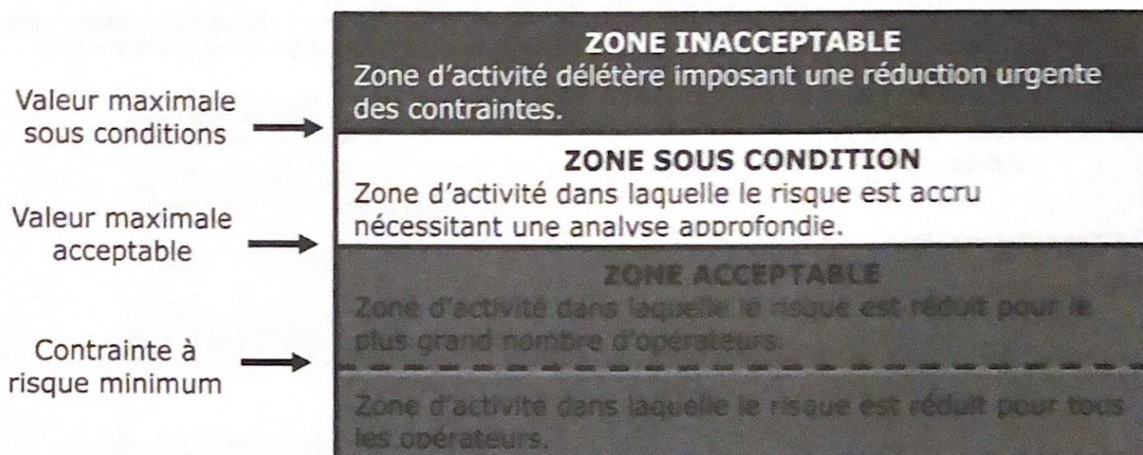 ZONE INACCEPTABLE
Zone d'activité délétère imposant une réduction urgente
des contraintes.
Valeur maximale
sous conditions
ZONE SOUS CONDITION
Zone d'activité dans laquelle le risque est accru
nécessitant une analyse approfondie.
Valeur maximale
acceptable
ZONE ACCEPTABLE
Zone d'activité dans laquelle le risque est réduit pour le
plus grand nombre d'opérateurs.
Contrainte à
risque minimum
Zone d'activité dans laquelle le risque est réduit pour tous
les opérateurs.